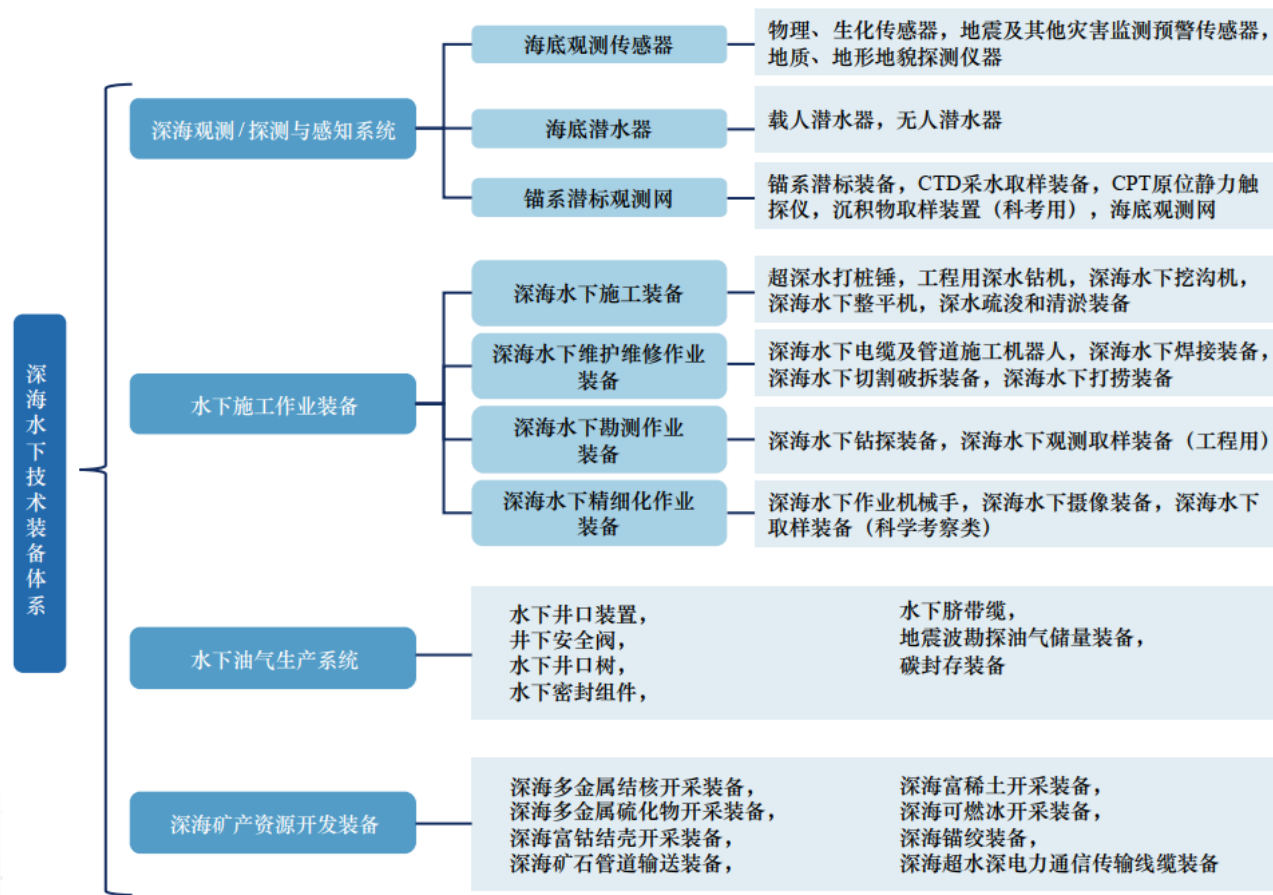 深海水下技术装备体系
深海观测/探测与感知系统
海底观测传感器
物理、生化传感器，地震及其他灾害监测预警传感器，
地质、地形地貌探测仪器
海底潜水器
载人潜水器，无人潜水器
锚系潜标观测网
锚系潜标装备，CTD采水取样装备，CPT原位静力触
探仪，沉积物取样装置（科考用），海底观测网
水下施工作业装备
深海水下施工装备
超深水打桩锤，工程用深水钻机，深海水下挖沟机，
深海水下整平机，深水疏浚和清淤装备
深海水下维护维修作业
装备
深海水下电缆及管道施工机器人，深海水下焊接装备，
深海水下切割破拆装备，深海水下打捞装备
深海水下勘测作业
装备
深海水下钻探装备，深海水下观测取样装备（工程用）
深海水下精细化作业
装备
深海水下作业机械手，深海水下摄像装备，深海水下
取样装备（科学考察类）
水下油气生产系统
水下井口装置，
井下安全阀，
水下井口树，
水下密封组件，
水下脐带缆，
地震波勘探油气储量装备，
碳封存装备
深海矿产资源开发装备
深海多金属结核开采装备，
深海多金属硫化物开采装备，
深海富钴结壳开采装备，
深海矿石管道输送装备，
深海富稀土开采装备，
深海可燃冰开采装备，
深海锚绞装备，
深海超水深电力通信传输线缆装备